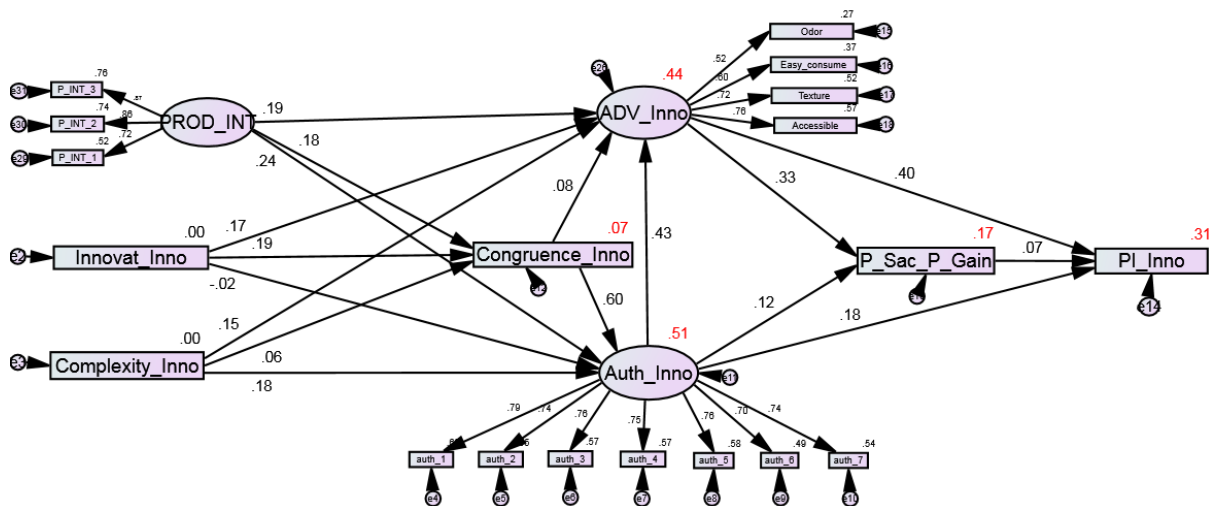 .27
Odor
e15
.52
.37
Easy_consume
e16
.60
.52
Texture
e17
.72
.57
Accessible
e18
.76
e26
.44
ADV_Inno
.76
e31
P_INT_3
.74
e30
P_INT_2
.86
.52
e29
P_INT_1
.72
PROD_INT
.19
.18
.24
.08
.33
.40
.00
e2
Innovat_Inno
.17
.19
-.02
.07
Congruence_Inno
e12
.43
.17
P_Sac_P_Gain
.07
.31
PI_Inno
e14
.60
.12
.18
.00
e3
Complexity_Inno
.15
.06
.18
.51
Auth_Inno
e11
.79
.74
.76
.75
.76
.70
.74
.57
.57
.58
.49
.54
auth_1
auth_2
auth_3
auth_4
auth_5
auth_6
auth_7
e4
e5
e6
e7
e8
e9
e10